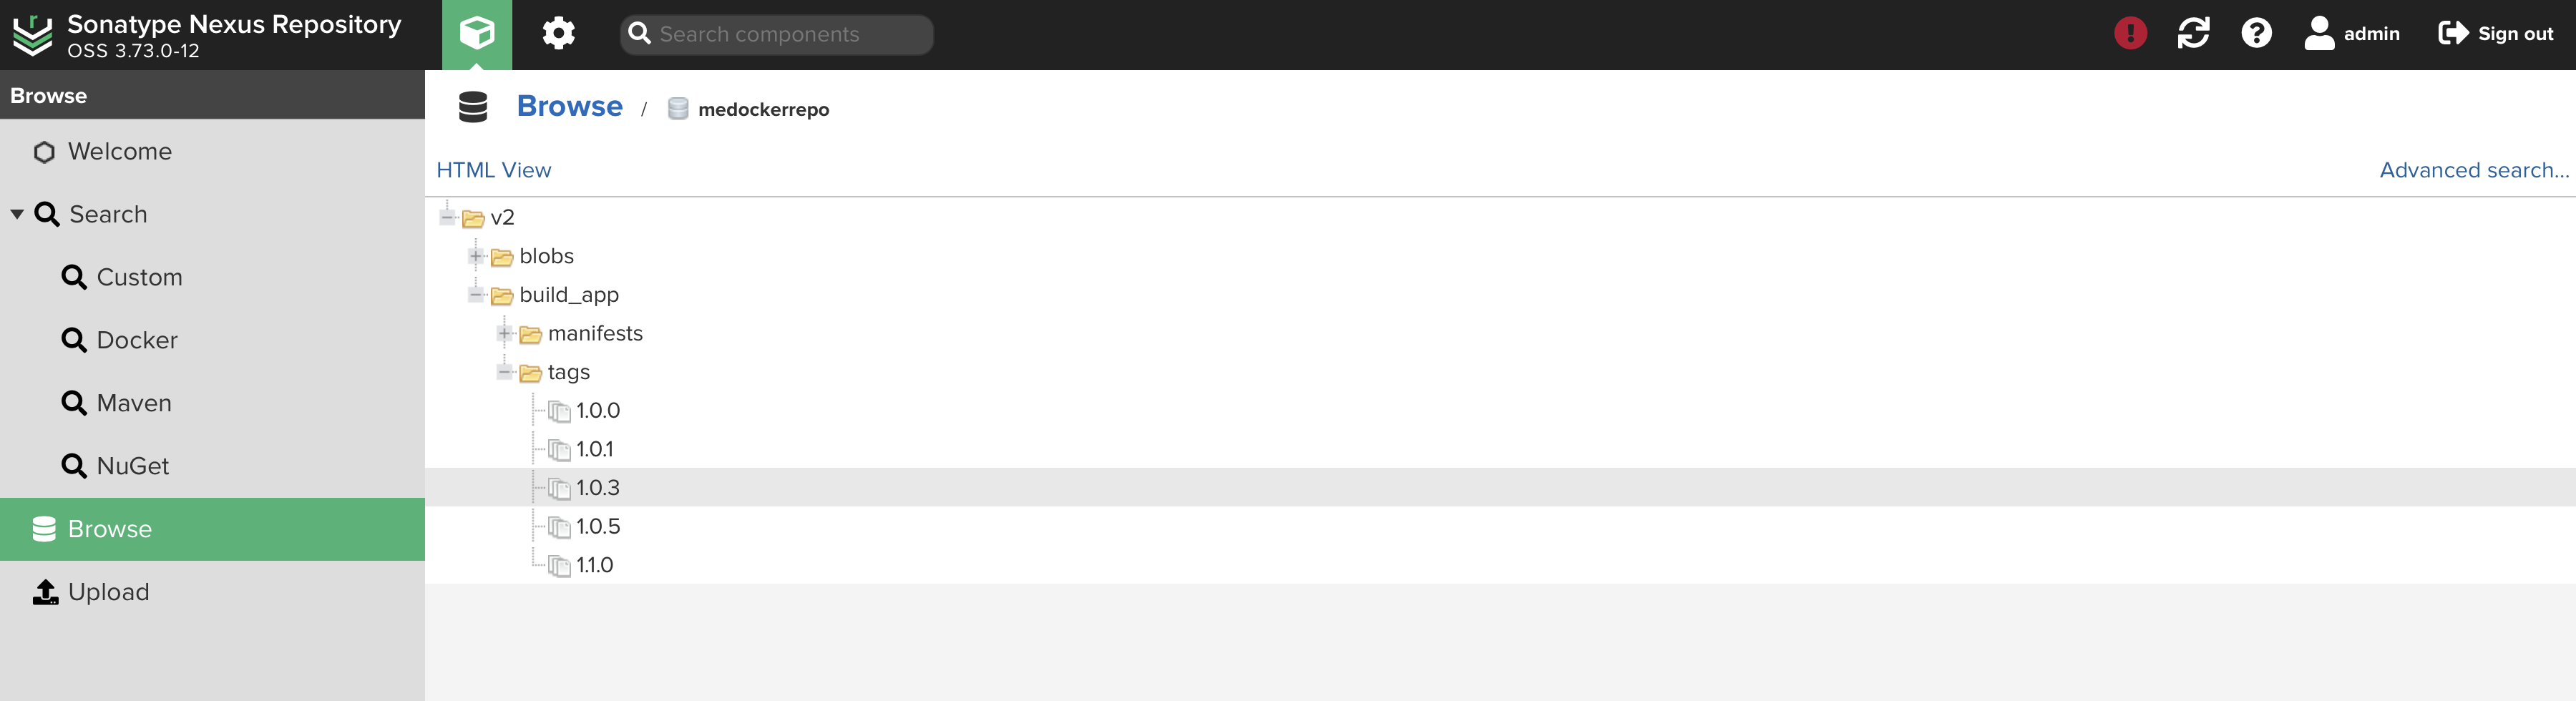 Sonatype Nexus Repository
OSS 3.73.0-12
Search components
admin
Sign out
Browse
Welcome
Search
Custom
Docker
Maven
NuGet
Browse
Upload
Browse / medockerrepo
HTML View
Advanced search...
v2
blobs
build_app
manifests
tags
1.0.0
1.0.1
1.0.3
1.0.5
1.1.0